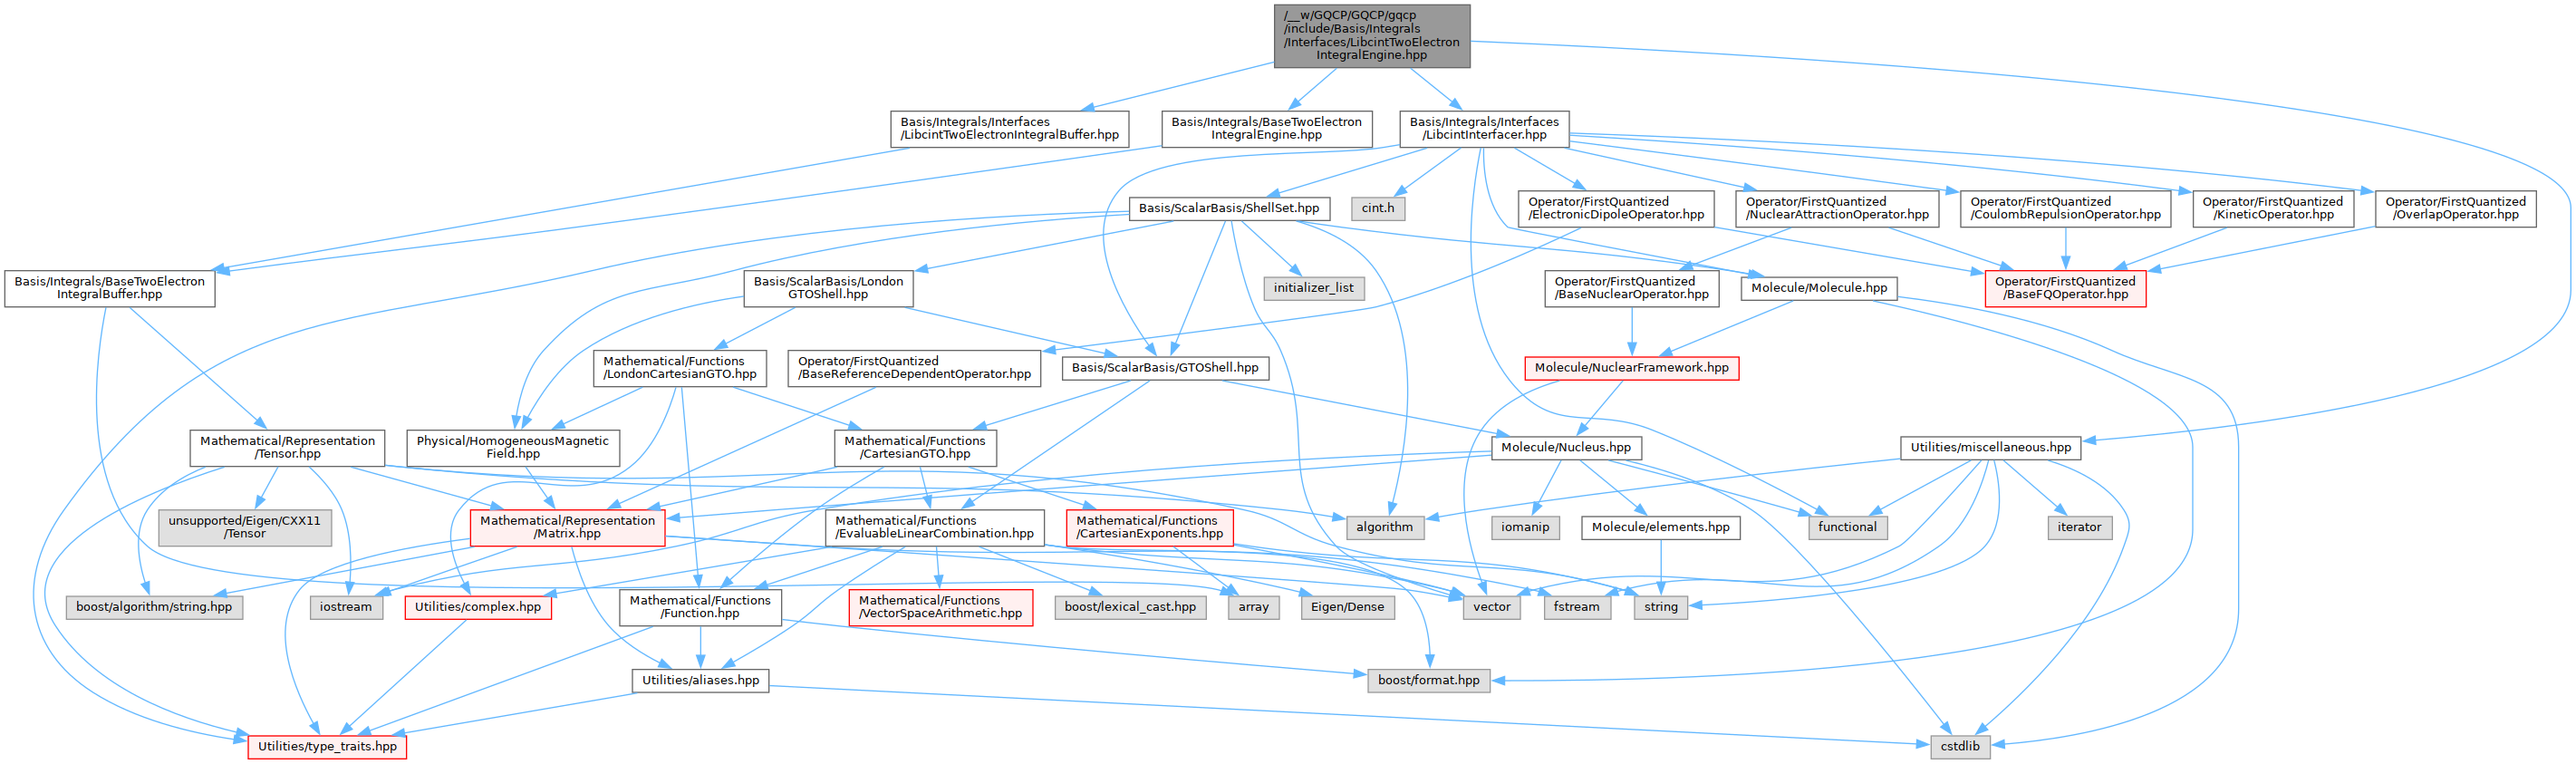 /__w/GQCP/GQCP/gqcp
/include/Basis/Integrals
/Interfaces/LibcintTwoElectron
IntegralEngine.hpp
Basis/Integrals/Interfaces
/LibcintTwoElectronIntegralBuffer.hpp
Basis/Integrals/BaseTwoElectron
IntegralEngine.hpp
Basis/Integrals/Interfaces
/LibcintInterfacer.hpp
Basis/ScalarBasis/ShellSet.hpp
cint.h
Operator/FirstQuantized
/ElectronicDipoleOperator.hpp
Operator/FirstQuantized
/NuclearAttractionOperator.hpp
Operator/FirstQuantized
/CoulombRepulsionOperator.hpp
Operator/FirstQuantized
/KineticOperator.hpp
Operator/FirstQuantized
/OverlapOperator.hpp
Basis/Integrals/BaseTwoElectron
IntegralBuffer.hpp
Basis/ScalarBasis/London
GTOShell.hpp
initializer_list
Operator/FirstQuantized
/BaseNuclearOperator.hpp
Molecule/Molecule.hpp
Operator/FirstQuantized
/BaseFQOperator.hpp
Mathematical/Functions
/LondonCartesianGTO.hpp
Operator/FirstQuantized
/BaseReferenceDependentOperator.hpp
Basis/ScalarBasis/GTOShell.hpp
Molecule/NuclearFramework.hpp
Mathematical/Representation
/Tensor.hpp
Physical/HomogeneousMagnetic
Field.hpp
Mathematical/Functions
/CartesianGTO.hpp
Molecule/Nucleus.hpp
Utilities/miscellaneous.hpp
unsupported/Eigen/CXX11
/Tensor
Mathematical/Representation
/Matrix.hpp
Mathematical/Functions
/EvaluableLinearCombination.hpp
Mathematical/Functions
/CartesianExponents.hpp
algorithm
iomanip
Molecule/elements.hpp
functional
iterator
boost/algorithm/string.hpp
iostream
Utilities/complex.hpp
Mathematical/Functions
/Function.hpp
Mathematical/Functions
/VectorSpaceArithmetic.hpp
boost/lexical_cast.hpp
array
Eigen/Dense
vector
fstream
string
Utilities/aliases.hpp
boost/format.hpp
Utilities/type_traits.hpp
cstdlib